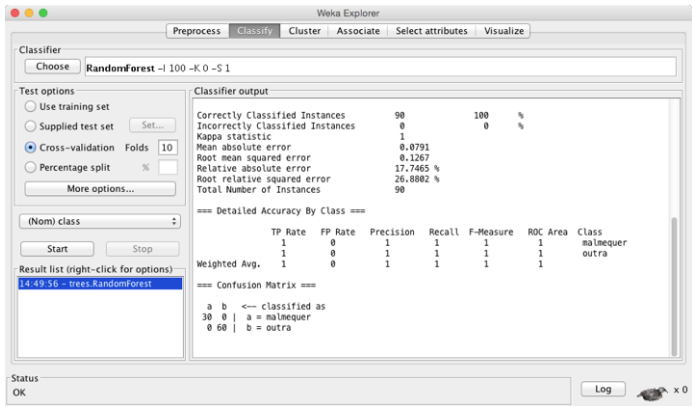 Weka Explorer
Preprocess Classify Cluster Associate Select attributes Visualize
Classifier
Choose RandomForest -I 100 -K 0 -S 1
Test options
Use training set
Supplied test set Set...
Cross-validation Folds 10
Percentage split %
More options...
(Nom) class
Start Stop
Result list (right-click for options)
14:49:56 - trees.RandomForest
Classifier output
Correctly Classified Instances 90 100 %
Incorrectly Classified Instances 0 0 %
Kappa statistic 1
Mean absolute error 0.0791
Root mean squared error 0.1267
Relative absolute error 17.7465 %
Root relative squared error 26.8802 %
Total Number of Instances 90
=== Detailed Accuracy By Class ===
TP Rate FP Rate Precision Recall F-Measure ROC Area Class
1 0 1 1 1 1 malmequer
1 0 1 1 1 1 outra
Weighted Avg. 1 0 1 1 1 1
=== Confusion Matrix ===
a b <-- classified as
30 0 | a = malmequer
0 60 | b = outra
Status
OK
Log x 0